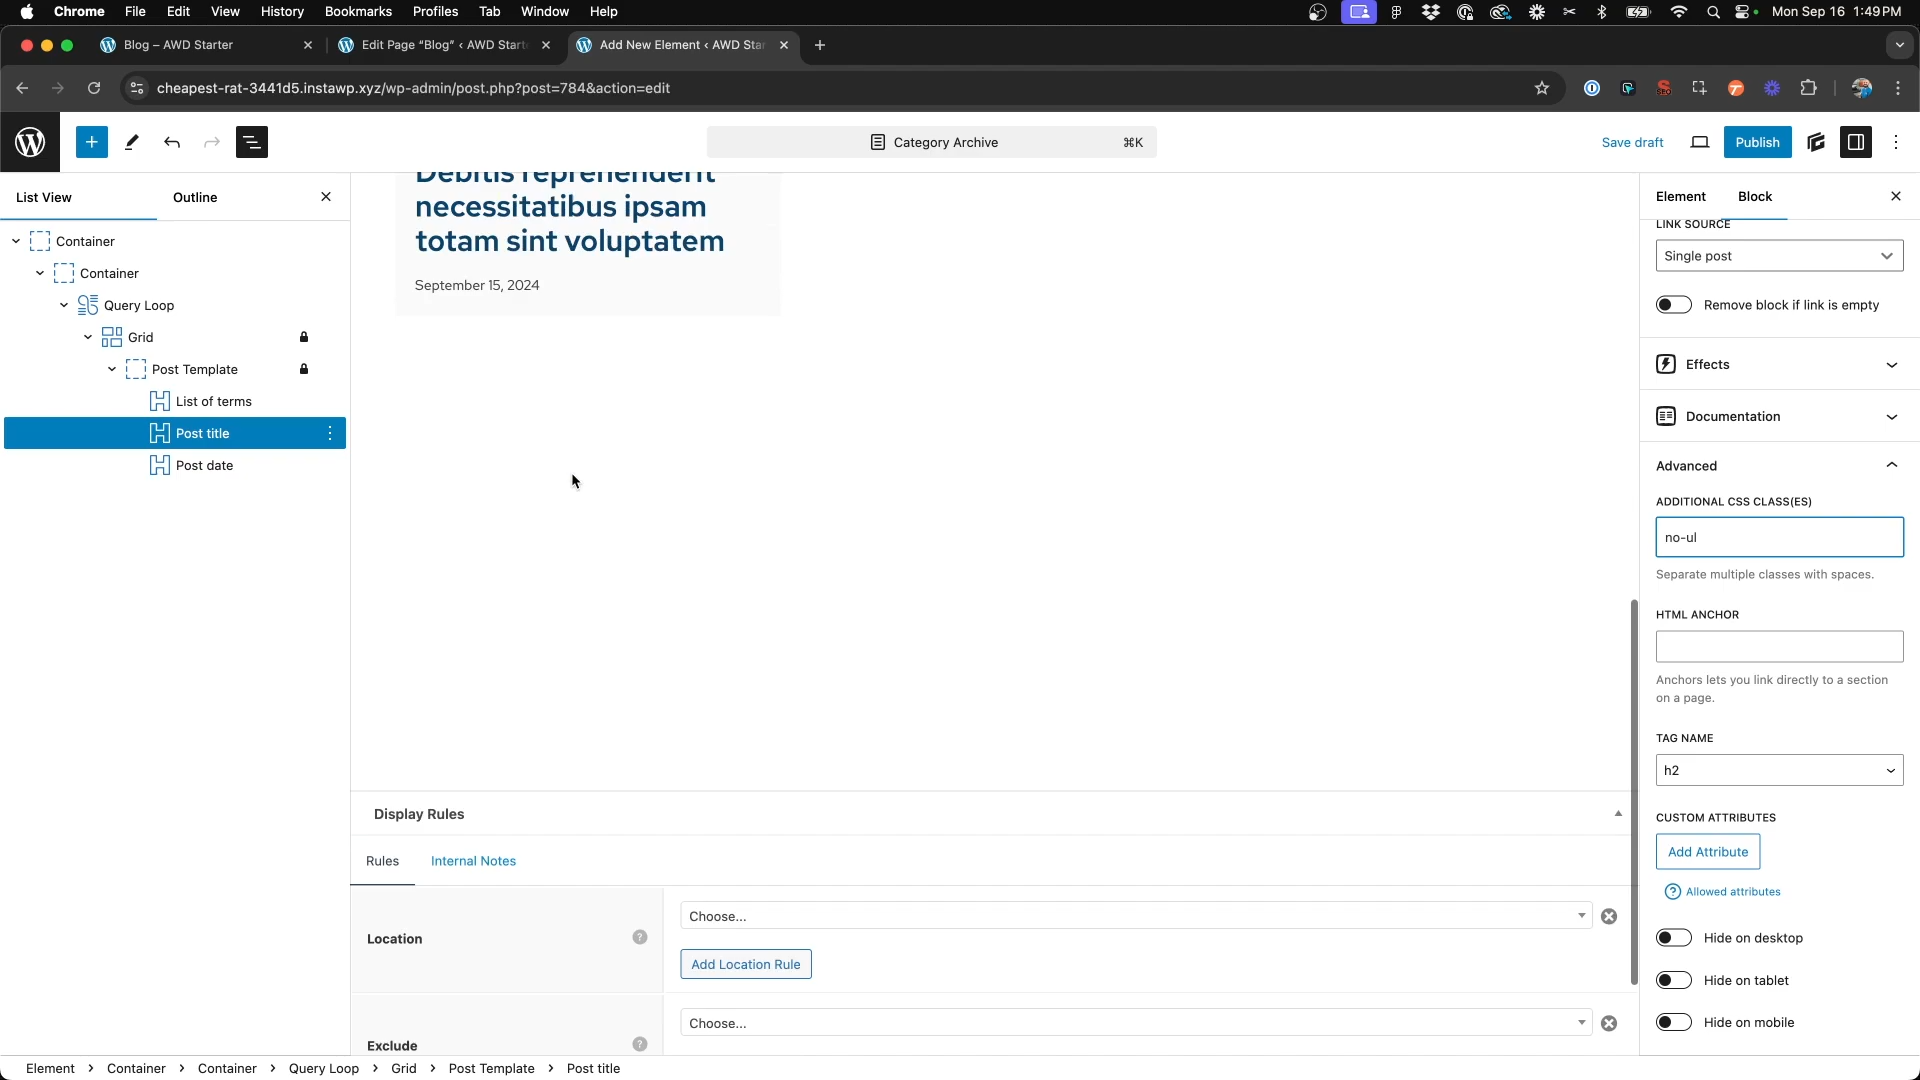 Chrome File Edit View History Bookmarks Profiles Tab Window Help
Mon Sep 16 1:49 PM
Blog – AWD Starter
Edit Page “Blog” ‹ AWD Start
Add New Element ‹ AWD Star
cheapest-rat-3441d5.instawp.xyz/wp-admin/post.php?post=784&action=edit
Category Archive ⌘K
Save draft
Publish
List View
Outline
Container
Container
Query Loop
Grid
Post Template
List of terms
Post title
Post date
Debitis reprehenderit
necessitatibus ipsam
totam sint voluptatem
September 15, 2024
Display Rules
Rules
Internal Notes
Location
?
Choose...
Add Location Rule
Exclude
?
Choose...
Element
Block
LINK SOURCE
Single post
Remove block if link is empty
Effects
Documentation
Advanced
ADDITIONAL CSS CLASS(ES)
no-ul
Separate multiple classes with spaces.
HTML ANCHOR
Anchors lets you link directly to a section
on a page.
TAG NAME
h2
CUSTOM ATTRIBUTES
Add Attribute
? Allowed attributes
Hide on desktop
Hide on tablet
Hide on mobile
Element › Container › Container › Query Loop › Grid › Post Template › Post title